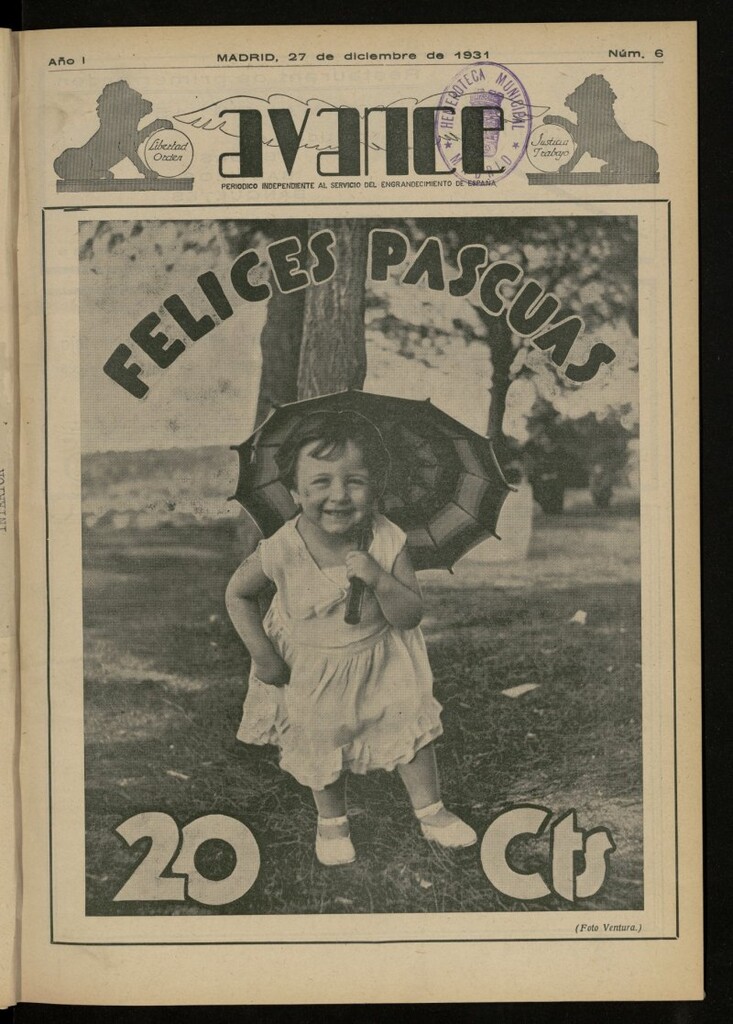 Año I MADRID, 27 de diciembre de 1931 Núm. 6
Libertad
Orden
avance
Justicia
Trabajo
HEMEROTECA MUNICIPAL
MADRID
PERIODICO INDEPENDIENTE AL SERVICIO DEL ENGRANDECIMIENTO DE ESPAÑA
FELICES PASCUAS
20 Cts
(Foto Ventura.)